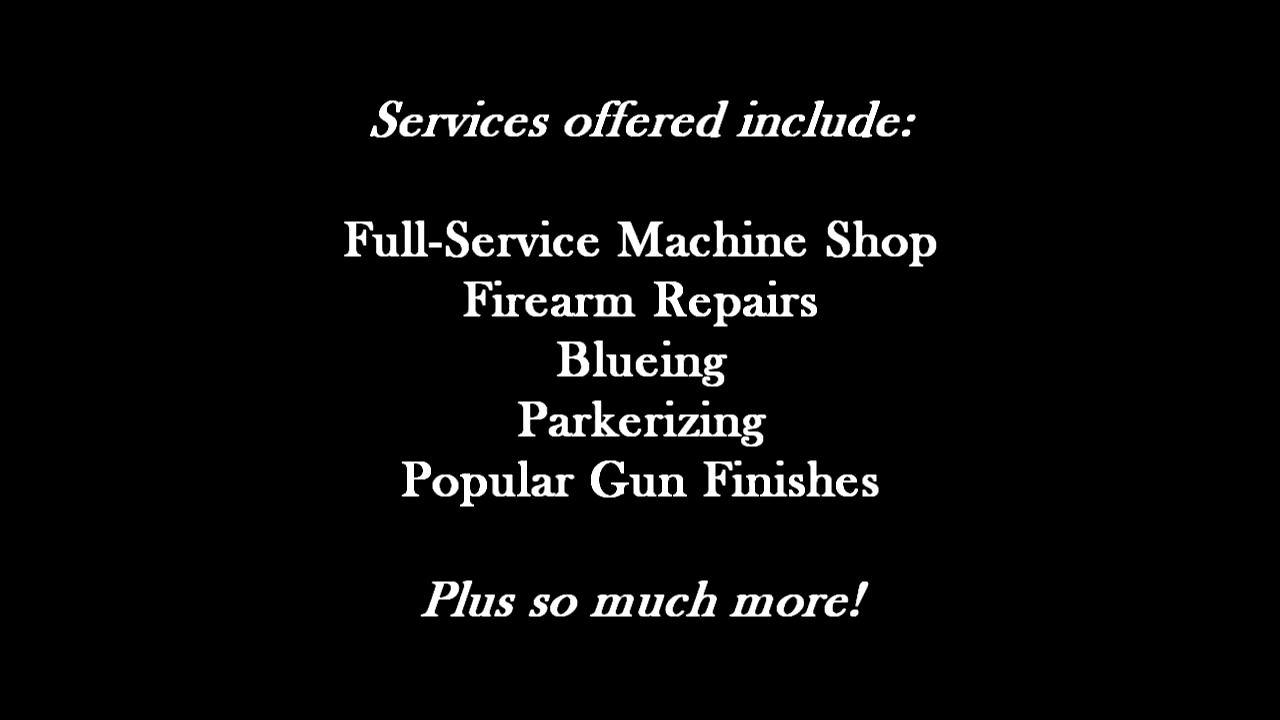 Services offered include:
Full-Service Machine Shop
Firearm Repairs
Blueing
Parkerizing
Popular Gun Finishes
Plus so much more!